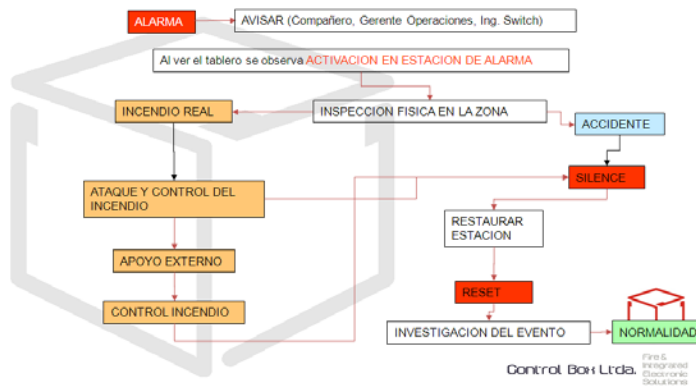 ALARMA
AVISAR (Compañero, Gerente Operaciones, Ing. Switch)
Al ver el tablero se observa ACTIVACION EN ESTACION DE ALARMA
INCENDIO REAL
INSPECCION FISICA EN LA ZONA
ACCIDENTE
ATAQUE Y CONTROL DEL
INCENDIO
SILENCE
RESTAURAR
ESTACION
APOYO EXTERNO
RESET
CONTROL INCENDIO
INVESTIGACION DEL EVENTO
NORMALIDAD
Control Box Ltda.
Fire &
Integrated
Electronic
Solutions